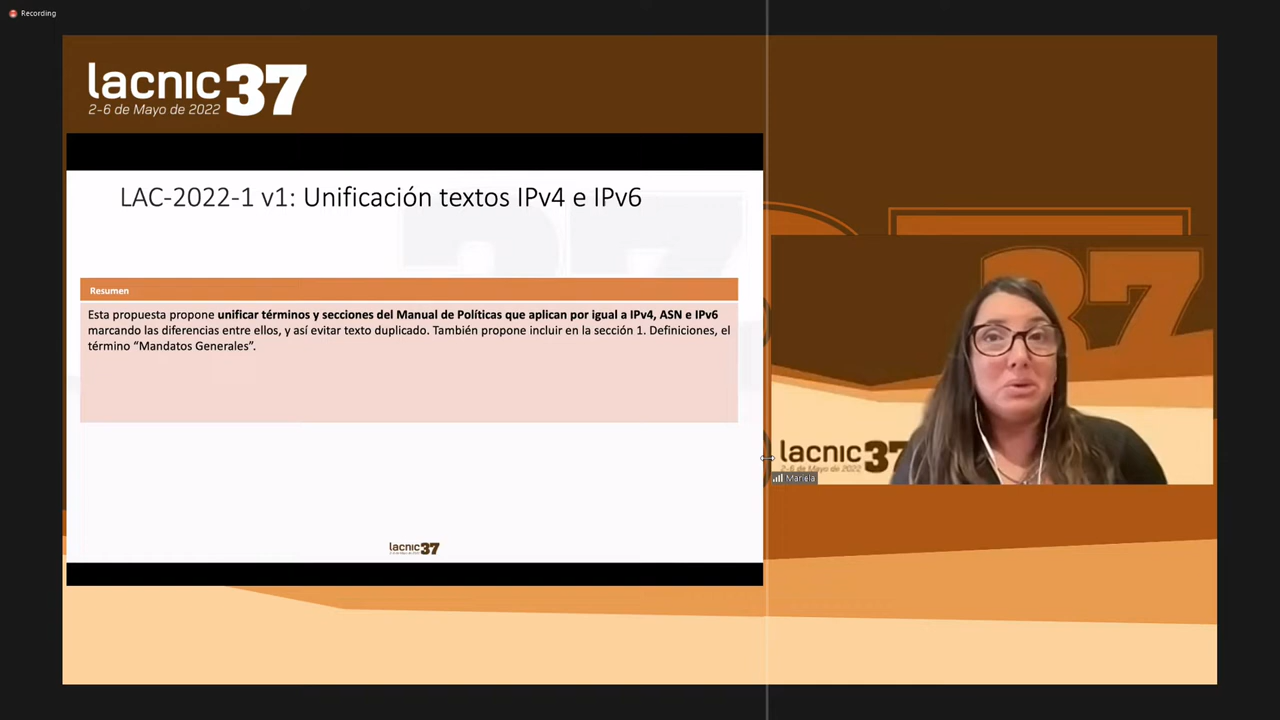 Recording
lacnic 37
2-6 de Mayo de 2022
LAC-2022-1 v1: Unificación textos IPv4 e IPv6
Resumen
Esta propuesta propone unificar términos y secciones del Manual de Políticas que aplican por igual a IPv4, ASN e IPv6
marcando las diferencias entre ellos, y así evitar texto duplicado. También propone incluir en la sección 1. Definiciones, el
término “Mandatos Generales”.
lacnic37
37
lacnic37
2-6 de Mayo de 2022
Mariela